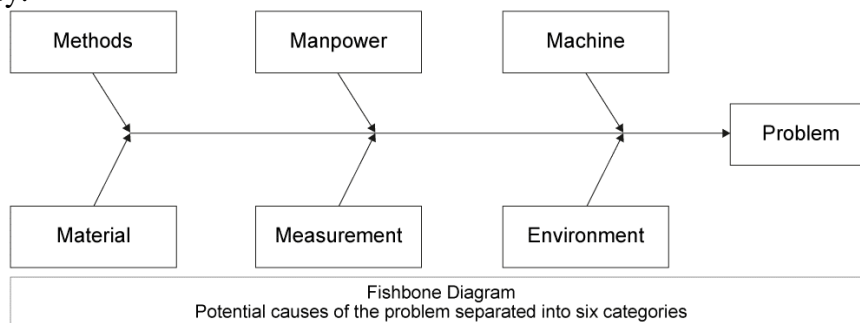 Methods
Manpower
Machine
Problem
Material
Measurement
Environment
Fishbone Diagram
Potential causes of the problem separated into six categories